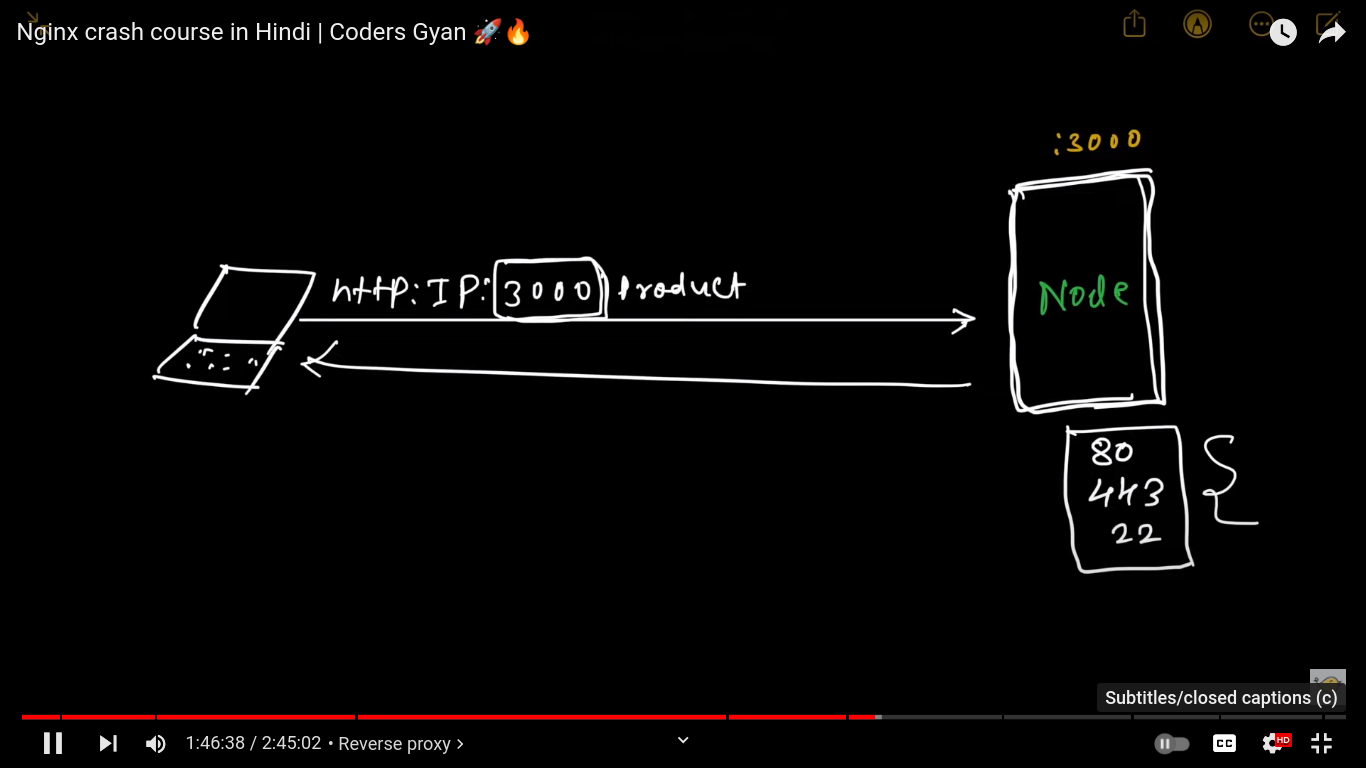 Nginx crash course in Hindi | Coders Gyan 🚀🔥
:3000
http:IP:3000 Product
Node
80
443
22
Subtitles/closed captions (c)
1:46:38 / 2:45:02 • Reverse proxy >
CC
HD